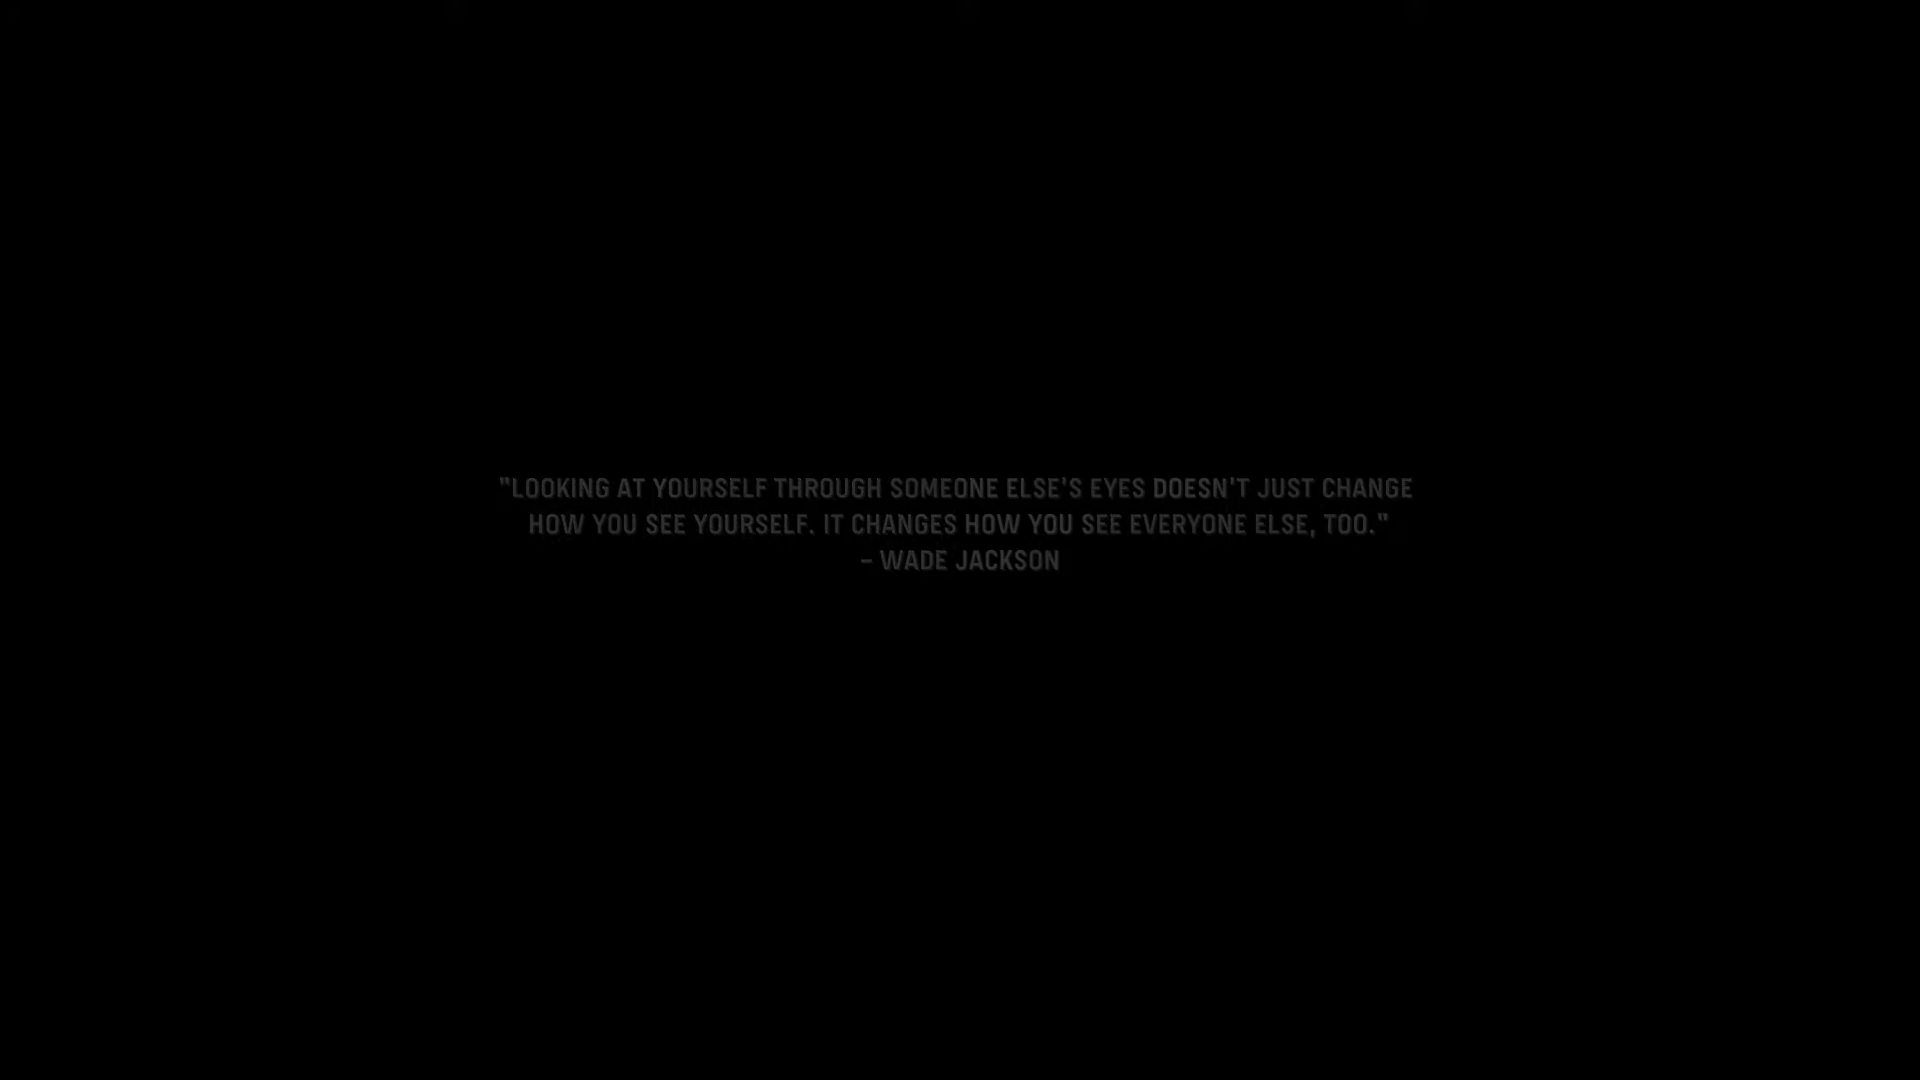 "LOOKING AT YOURSELF THROUGH SOMEONE ELSE'S EYES DOESN'T JUST CHANGE
HOW YOU SEE YOURSELF. IT CHANGES HOW YOU SEE EVERYONE ELSE, TOO."
– WADE JACKSON